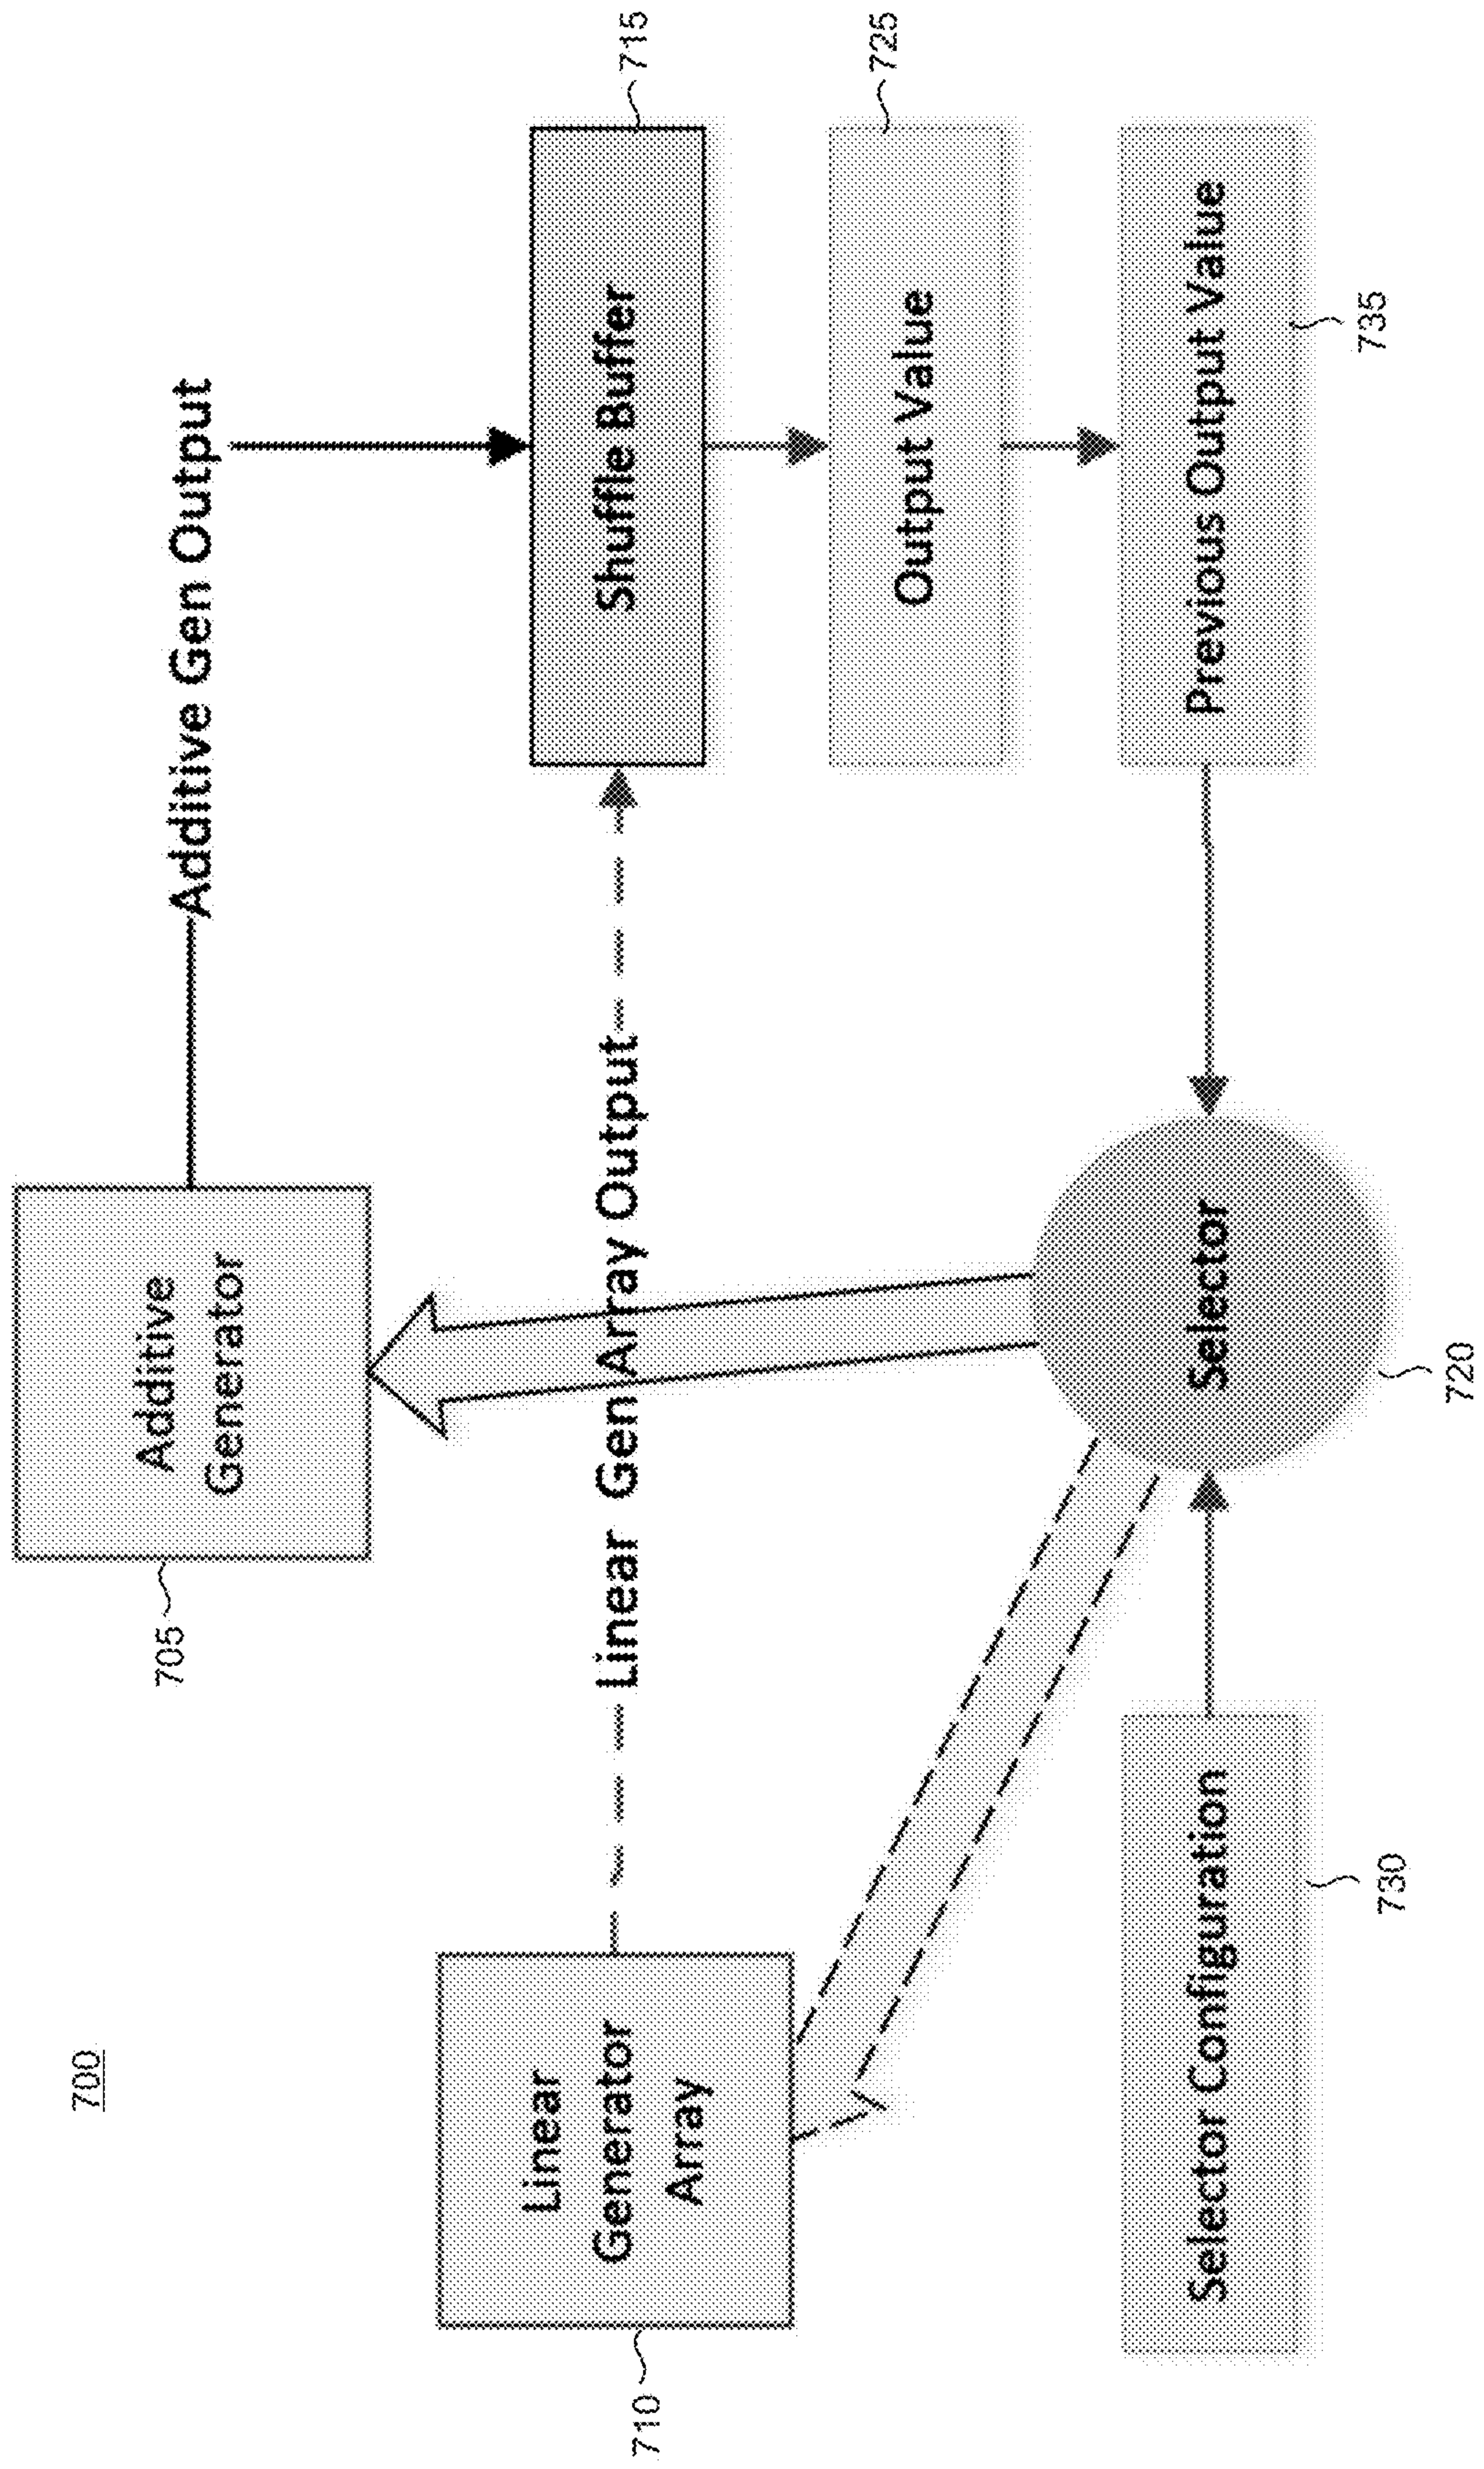 700
Additive
Generator
705
Additive Gen Output
Linear
Generator
Array
710
Linear Gen Array Output
Shuffle Buffer
715
Output Value
725
Selector Configuration
730
Selector
720
Previous Output Value
735